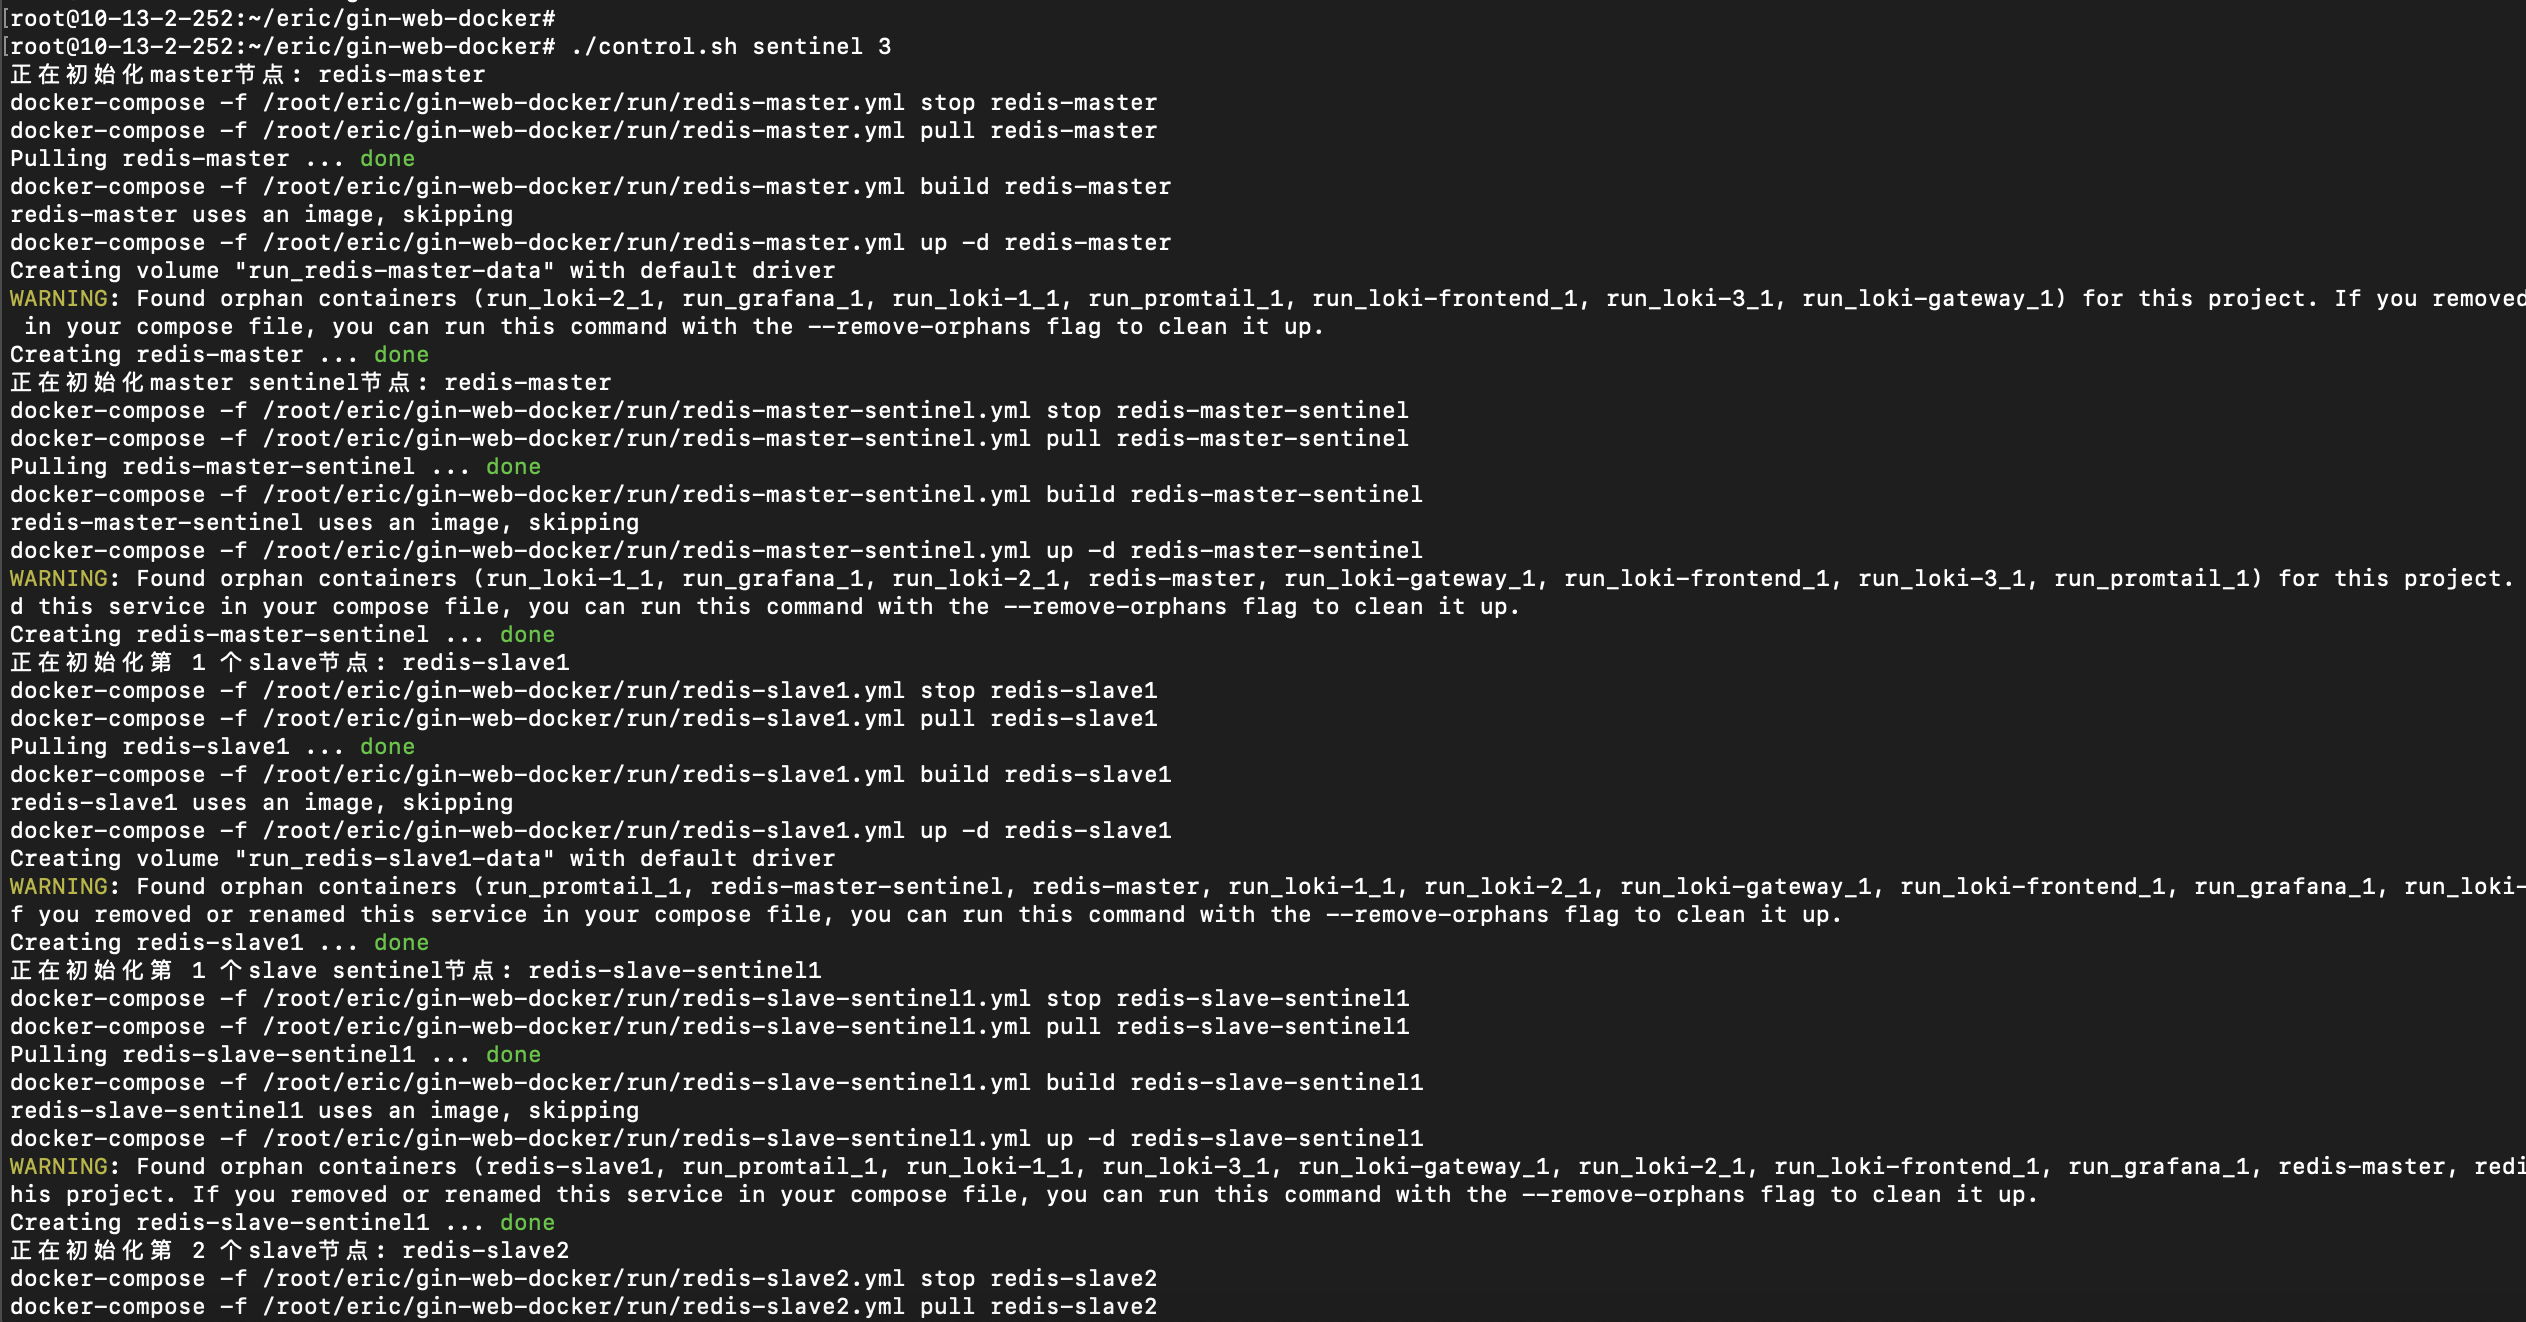 [root@10-13-2-252:~/eric/gin-web-docker#
[root@10-13-2-252:~/eric/gin-web-docker# ./control.sh sentinel 3
正在初始化master节点: redis-master
docker-compose -f /root/eric/gin-web-docker/run/redis-master.yml stop redis-master
docker-compose -f /root/eric/gin-web-docker/run/redis-master.yml pull redis-master
Pulling redis-master ... done
docker-compose -f /root/eric/gin-web-docker/run/redis-master.yml build redis-master
redis-master uses an image, skipping
docker-compose -f /root/eric/gin-web-docker/run/redis-master.yml up -d redis-master
Creating volume "run_redis-master-data" with default driver
WARNING: Found orphan containers (run_loki-2_1, run_grafana_1, run_loki-1_1, run_promtail_1, run_loki-frontend_1, run_loki-3_1, run_loki-gateway_1) for this project. If you removed
in your compose file, you can run this command with the --remove-orphans flag to clean it up.
Creating redis-master ... done
正在初始化master sentinel节点: redis-master
docker-compose -f /root/eric/gin-web-docker/run/redis-master-sentinel.yml stop redis-master-sentinel
docker-compose -f /root/eric/gin-web-docker/run/redis-master-sentinel.yml pull redis-master-sentinel
Pulling redis-master-sentinel ... done
docker-compose -f /root/eric/gin-web-docker/run/redis-master-sentinel.yml build redis-master-sentinel
redis-master-sentinel uses an image, skipping
docker-compose -f /root/eric/gin-web-docker/run/redis-master-sentinel.yml up -d redis-master-sentinel
WARNING: Found orphan containers (run_loki-1_1, run_grafana_1, run_loki-2_1, redis-master, run_loki-gateway_1, run_loki-frontend_1, run_loki-3_1, run_promtail_1) for this project.
d this service in your compose file, you can run this command with the --remove-orphans flag to clean it up.
Creating redis-master-sentinel ... done
正在初始化第 1 个slave节点: redis-slave1
docker-compose -f /root/eric/gin-web-docker/run/redis-slave1.yml stop redis-slave1
docker-compose -f /root/eric/gin-web-docker/run/redis-slave1.yml pull redis-slave1
Pulling redis-slave1 ... done
docker-compose -f /root/eric/gin-web-docker/run/redis-slave1.yml build redis-slave1
redis-slave1 uses an image, skipping
docker-compose -f /root/eric/gin-web-docker/run/redis-slave1.yml up -d redis-slave1
Creating volume "run_redis-slave1-data" with default driver
WARNING: Found orphan containers (run_promtail_1, redis-master-sentinel, redis-master, run_loki-1_1, run_loki-2_1, run_loki-gateway_1, run_loki-frontend_1, run_grafana_1, run_loki-
f you removed or renamed this service in your compose file, you can run this command with the --remove-orphans flag to clean it up.
Creating redis-slave1 ... done
正在初始化第 1 个slave sentinel节点: redis-slave-sentinel1
docker-compose -f /root/eric/gin-web-docker/run/redis-slave-sentinel1.yml stop redis-slave-sentinel1
docker-compose -f /root/eric/gin-web-docker/run/redis-slave-sentinel1.yml pull redis-slave-sentinel1
Pulling redis-slave-sentinel1 ... done
docker-compose -f /root/eric/gin-web-docker/run/redis-slave-sentinel1.yml build redis-slave-sentinel1
redis-slave-sentinel1 uses an image, skipping
docker-compose -f /root/eric/gin-web-docker/run/redis-slave-sentinel1.yml up -d redis-slave-sentinel1
WARNING: Found orphan containers (redis-slave1, run_promtail_1, run_loki-1_1, run_loki-3_1, run_loki-gateway_1, run_loki-2_1, run_loki-frontend_1, run_grafana_1, redis-master, redi
his project. If you removed or renamed this service in your compose file, you can run this command with the --remove-orphans flag to clean it up.
Creating redis-slave-sentinel1 ... done
正在初始化第 2 个slave节点: redis-slave2
docker-compose -f /root/eric/gin-web-docker/run/redis-slave2.yml stop redis-slave2
docker-compose -f /root/eric/gin-web-docker/run/redis-slave2.yml pull redis-slave2